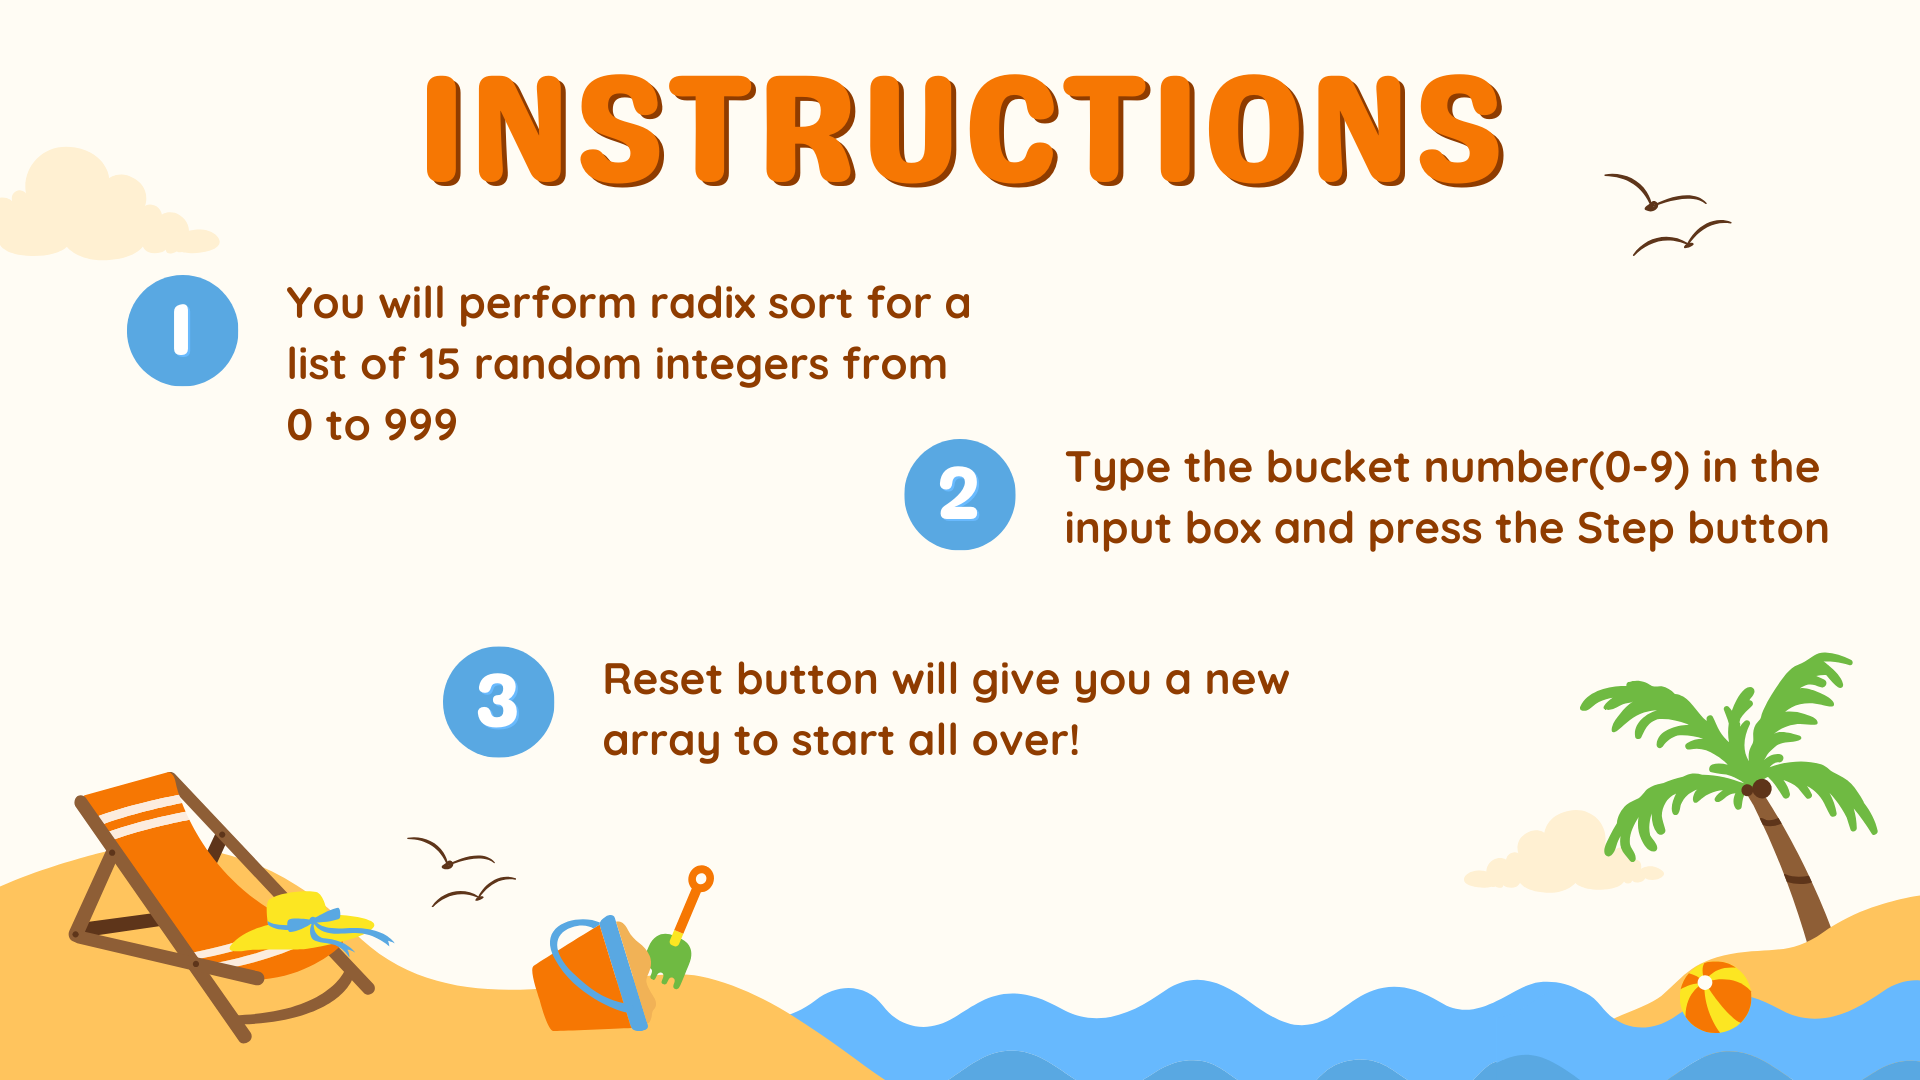 INSTRUCTIONS
1
You will perform radix sort for a
list of 15 random integers from
0 to 999
2
Type the bucket number(0-9) in the
input box and press the Step button
3
Reset button will give you a new
array to start all over!